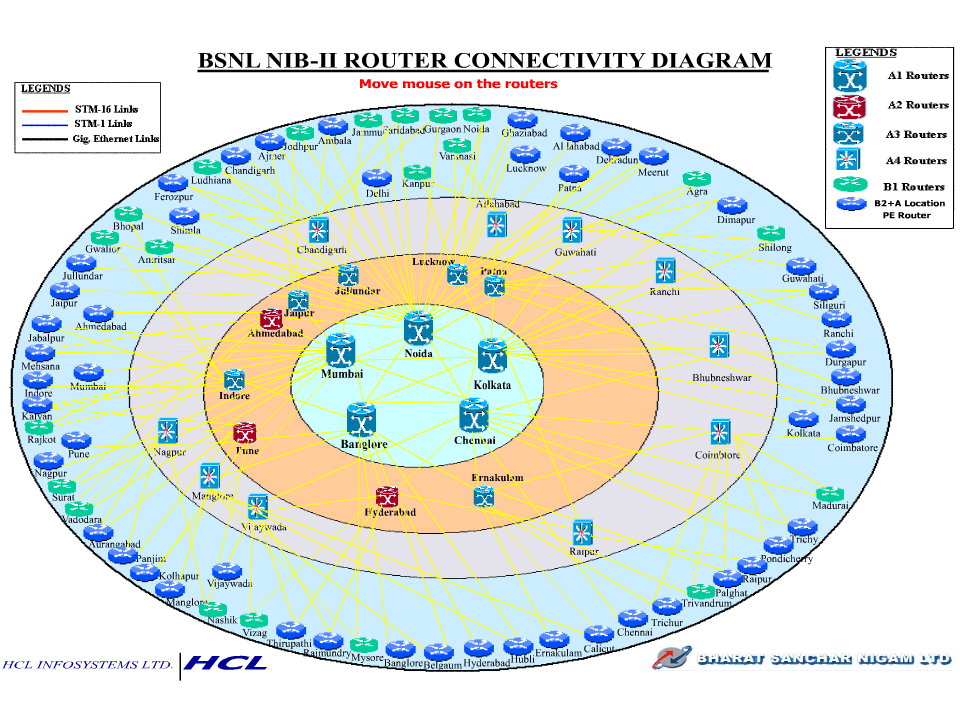 BSNL NIB-II ROUTER CONNECTIVITY DIAGRAM
Move mouse on the routers
LEGENDS
STM-16 Links
STM-1 Links
Gig. Ethernet Links
LEGENDS
A1 Routers
A2 Routers
A3 Routers
A4 Routers
B1 Routers
B2+A Location
PE Router
Jammu
Faridabad
Gurgaon
Noida
Ghaziabad
Allahabad
Dehradun
Meerut
Ambala
Jodhpur
Ajmer
Chandigarh
Ludhiana
Ferozpur
Varanasi
Lucknow
Kanpur
Delhi
Patna
Agra
Dimapur
Shilong
Guwahati
Siliguri
Ranchi
Durgapur
Bhubneshwar
Jamshedpur
Kolkata
Coimbatore
Madurai
Trichy
Pondicherry
Raipur
Palghat
Trivandrum
Trichur
Chennai
Calicut
Ernakulam
Hubli
Hyderabad
Belgaum
Banglore
Mysore
Rajmundry
Thirupathi
Vizag
Nashik
Vijaywada
Manglore
Kolhapur
Panjim
Aurangabad
Vadodara
Surat
Nagpur
Pune
Rajkot
Kalyan
Indore
Mumbai
Mehsana
Jabalpur
Ahmedabad
Jaipur
Jullundar
Gwalior
Amritsar
Bhopal
Shimla
Chandigarh
Allahabad
Guwahati
Ranchi
Bhubneshwar
Coimbtore
Raipur
Vijaywada
Manglore
Nagpur
Lucknow
Patna
Jullundar
Jaipur
Ahmedabad
Indore
Pune
Hyderabad
Ernakulam
Noida
Mumbai
Kolkata
Banglore
Chennai
HCL INFOSYSTEMS LTD.
HCL
BHARAT SANCHAR NIGAM LTD